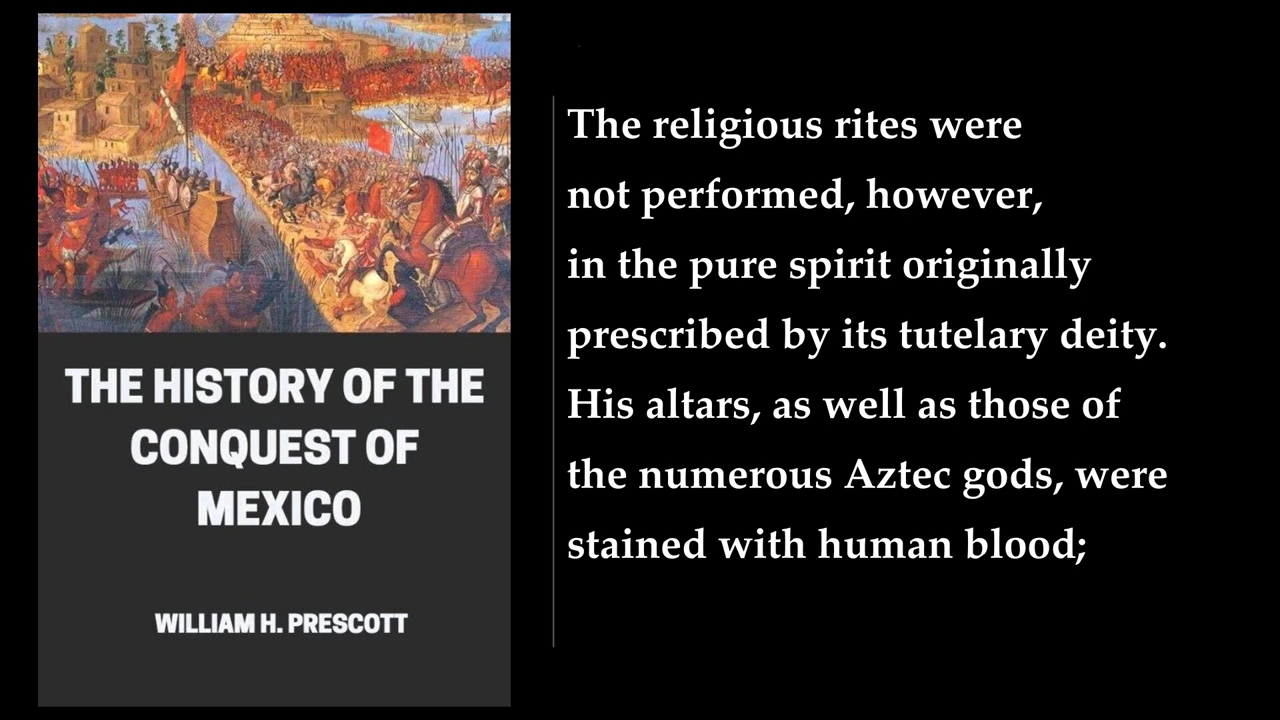 THE HISTORY OF THE
CONQUEST OF
MEXICO
WILLIAM H. PRESCOTT
The religious rites were
not performed, however,
in the pure spirit originally
prescribed by its tutelary deity.
His altars, as well as those of
the numerous Aztec gods, were
stained with human blood;